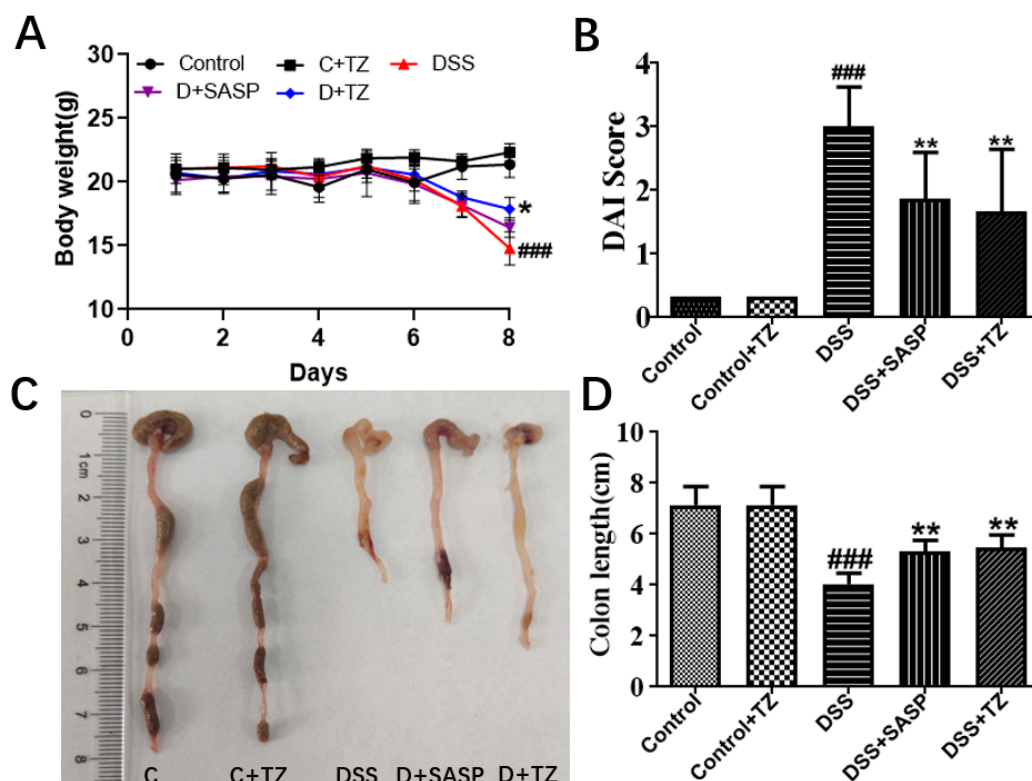 A
30
25
20
15
10
Body weight(g)
Control
C+TZ
DSS
D+SASP
D+TZ
*
###
0
2
4
6
8
Days
B
4
3
2
1
0
DAI Score
###
**
**
Control
Control+TZ
DSS
DSS+SASP
DSS+TZ
C
0
1cm
2
3
4
5
6
7
8
C
C+TZ
DSS
D+SASP
D+TZ
D
10
8
6
4
2
0
Colon length(cm)
###
**
**
Control
Control+TZ
DSS
DSS+SASP
DSS+TZ